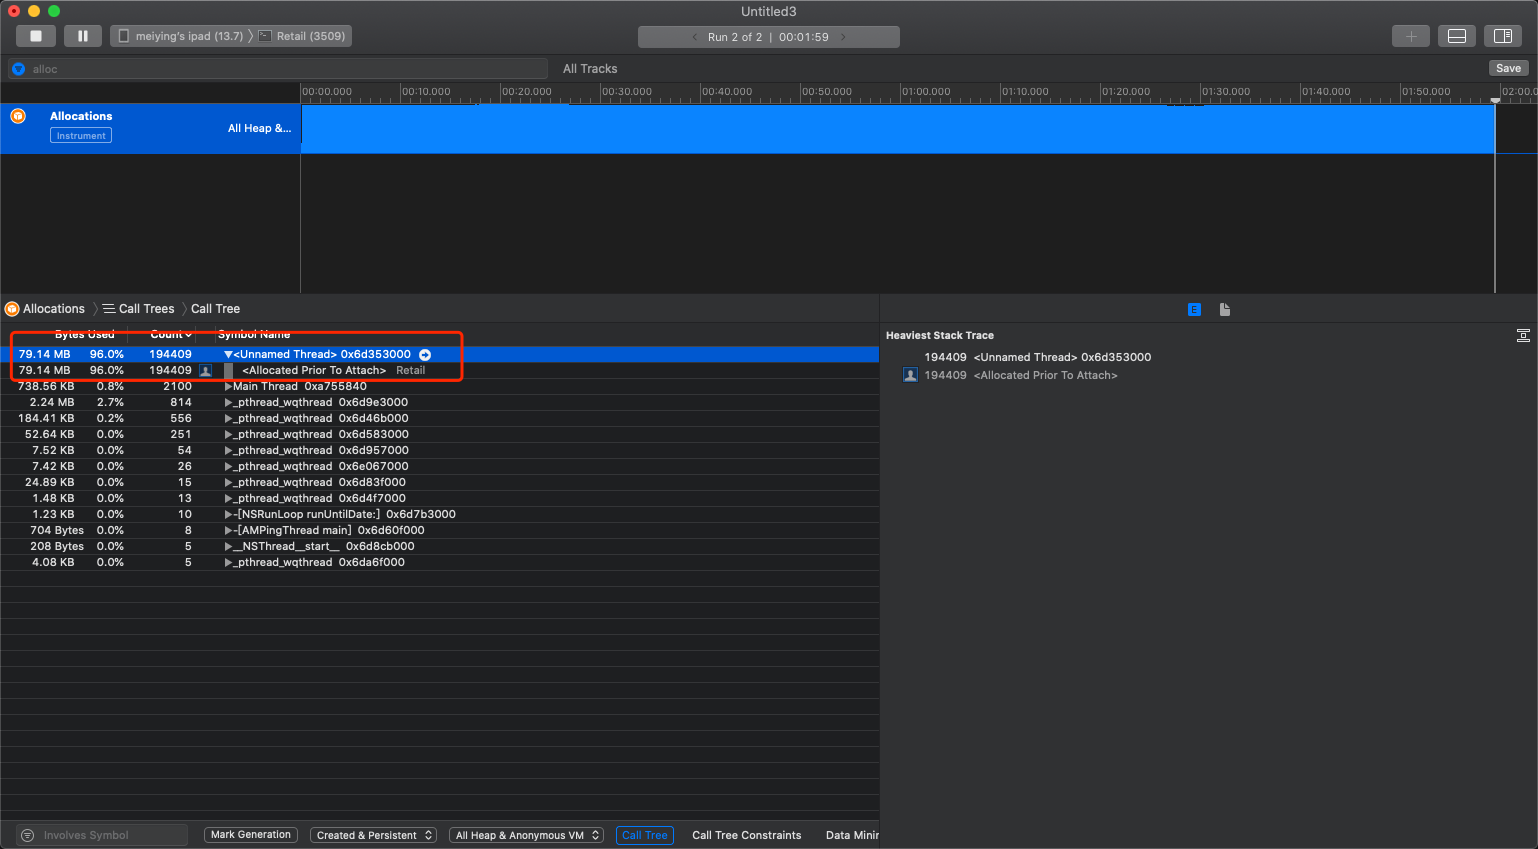 Untitled3
meiying's ipad (13.7) 〉 Retail (3509)
Run 2 of 2 | 00:01:59
alloc
All Tracks
Save
00:00.000 00:10.000 00:20.000 00:30.000 00:40.000 00:50.000 01:00.000 01:10.000 01:20.000 01:30.000 01:40.000 01:50.000 02:00.0
Allocations
Instrument
All Heap &...
Allocations 〉 Call Trees 〉 Call Tree
E
Bytes Used Count Symbol Name
79.14 MB 96.0% 194409 <Unnamed Thread> 0x6d353000
79.14 MB 96.0% 194409 <Allocated Prior To Attach> Retail
738.56 KB 0.8% 2100 Main Thread 0xa755840
2.24 MB 2.7% 814 _pthread_wqthread 0x6d9e3000
184.41 KB 0.2% 556 _pthread_wqthread 0x6d46b000
52.64 KB 0.0% 251 _pthread_wqthread 0x6d583000
7.52 KB 0.0% 54 _pthread_wqthread 0x6d957000
7.42 KB 0.0% 26 _pthread_wqthread 0x6e067000
24.89 KB 0.0% 15 _pthread_wqthread 0x6d83f000
1.48 KB 0.0% 13 _pthread_wqthread 0x6d4f7000
1.23 KB 0.0% 10 -[NSRunLoop runUntilDate:] 0x6d7b3000
704 Bytes 0.0% 8 -[AMPingThread main] 0x6d60f000
208 Bytes 0.0% 5 __NSThread__start__ 0x6d8cb000
4.08 KB 0.0% 5 _pthread_wqthread 0x6da6f000
Heaviest Stack Trace
194409 <Unnamed Thread> 0x6d353000
194409 <Allocated Prior To Attach>
Involves Symbol
Mark Generation
Created & Persistent
All Heap & Anonymous VM
Call Tree
Call Tree Constraints
Data Minin